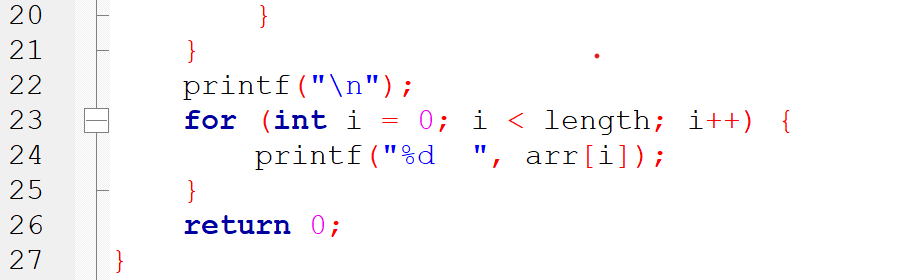 20            }
21        }
22        printf("\n");
23        for (int i = 0; i < length; i++) {
24            printf("%d  ", arr[i]);
25        }
26        return 0;
27    }